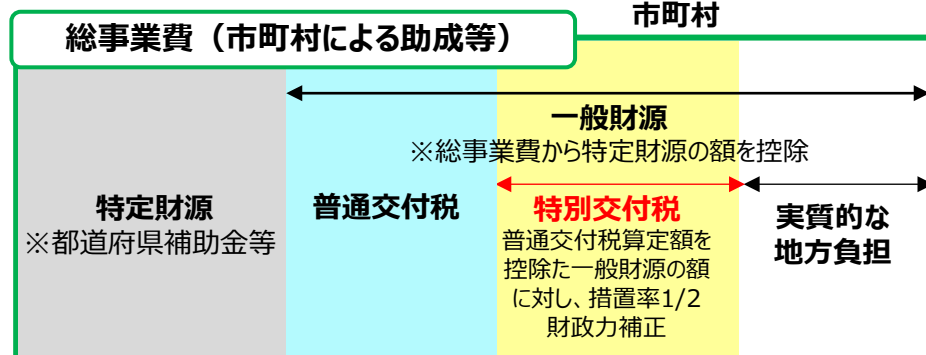 市町村
総事業費（市町村による助成等）
一般財源
※総事業費から特定財源の額を控除
特定財源
※都道府県補助金等
普通交付税
特別交付税
普通交付税算定額を
控除た一般財源の額
に対し、措置率1/2
財政力補正
実質的な
地方負担